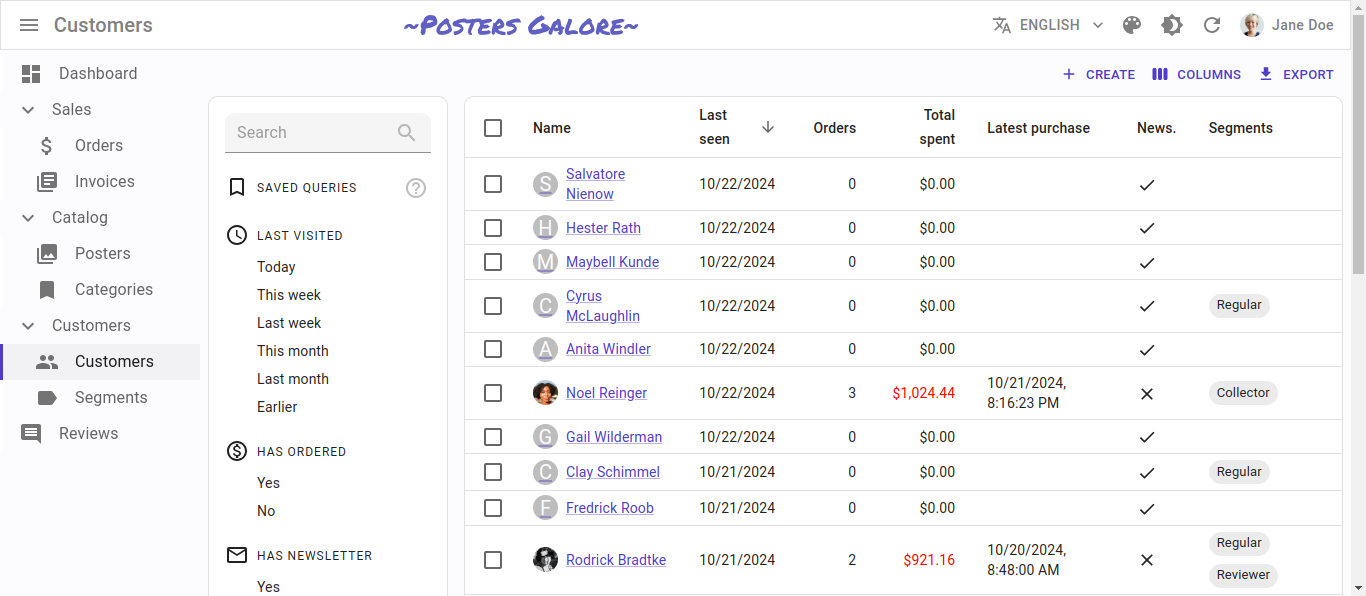 Customers
~Posters Galore~
ENGLISH
Jane Doe
Dashboard
Sales
Orders
Invoices
Catalog
Posters
Categories
Customers
Customers
Segments
Reviews
CREATE
COLUMNS
EXPORT
Search
SAVED QUERIES
LAST VISITED
Today
This week
Last week
This month
Last month
Earlier
HAS ORDERED
Yes
No
HAS NEWSLETTER
Yes
Name Last seen Orders Total spent Latest purchase News. Segments
S Salvatore Nienow 10/22/2024 0 $0.00
H Hester Rath 10/22/2024 0 $0.00
M Maybell Kunde 10/22/2024 0 $0.00
C Cyrus McLaughlin 10/22/2024 0 $0.00 Regular
A Anita Windler 10/22/2024 0 $0.00
Noel Reinger 10/22/2024 3 $1,024.44 10/21/2024, 8:16:23 PM Collector
G Gail Wilderman 10/22/2024 0 $0.00
C Clay Schimmel 10/21/2024 0 $0.00 Regular
F Fredrick Roob 10/21/2024 0 $0.00
Rodrick Bradtke 10/21/2024 2 $921.16 10/20/2024, 8:48:00 AM Regular Reviewer